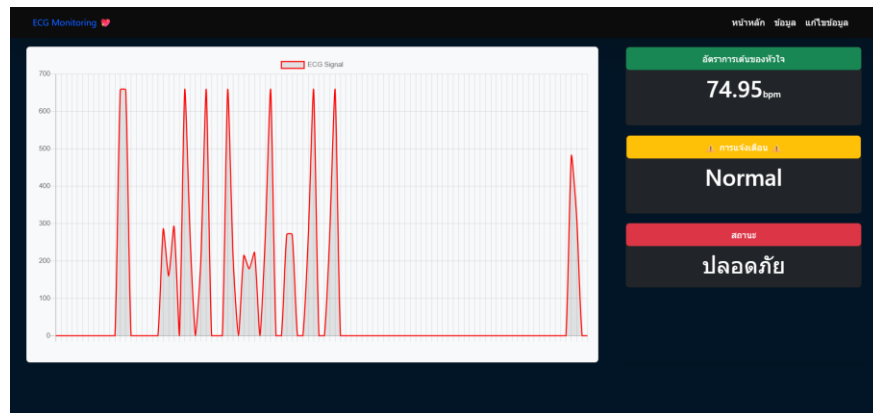 ECG Monitoring 💖
หน้าหลัก ข้อมูล แก้ไขข้อมูล
ECG Signal
700
600
500
400
300
200
100
0
อัตราการเต้นของหัวใจ
74.95bpm
⚠️ การแจ้งเตือน ⚠️
Normal
สถานะ
ปลอดภัย